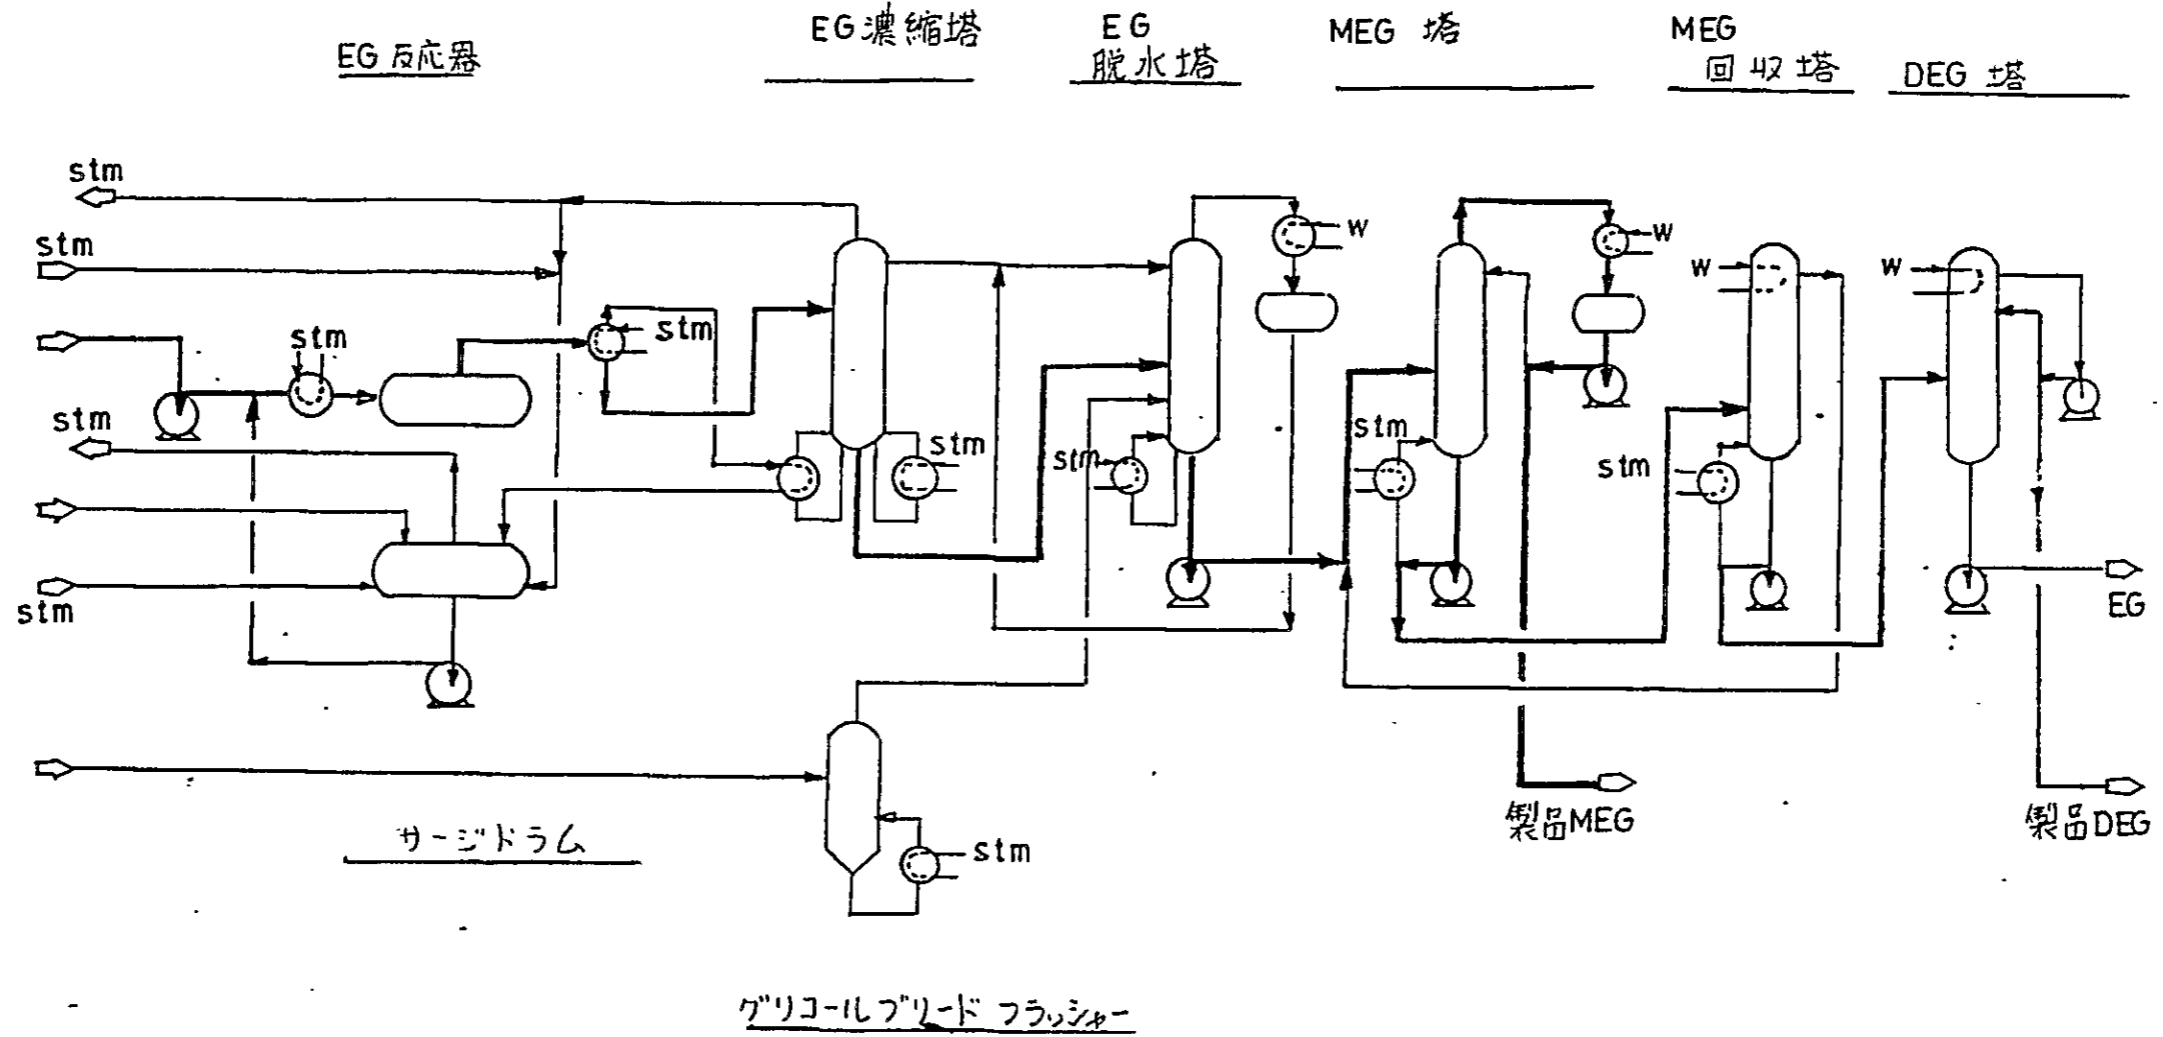 EG反応器
EG濃縮塔
EG
脱水塔
MEG 塔
MEG
回収塔
DEG 塔
stm
stm
stm
stm
stm
stm
stm
stm
stm
stm
w
w
w
w
stm
EG
製品MEG
製品DEG
サージドラム
stm
グリコールブリード フラッシャー